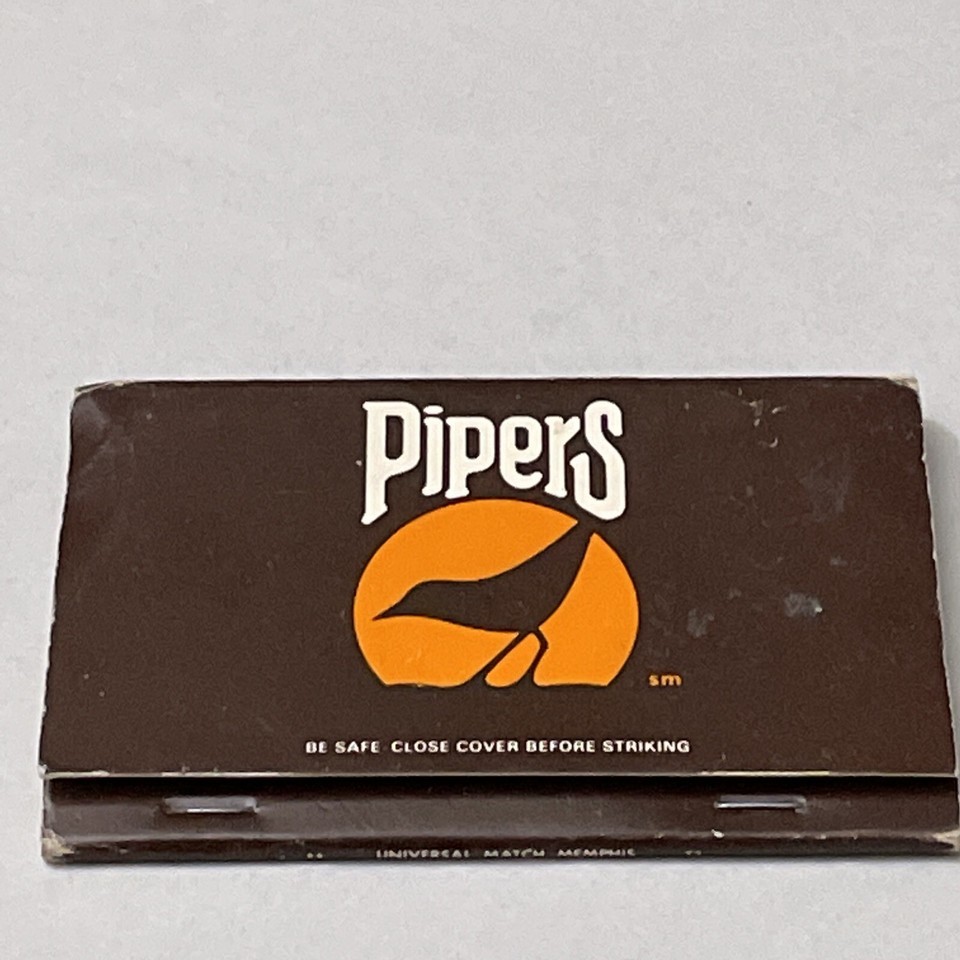 Pipers
sm
BE SAFE CLOSE COVER BEFORE STRIKING
UNIVERSAL MATCH MEMPHIS